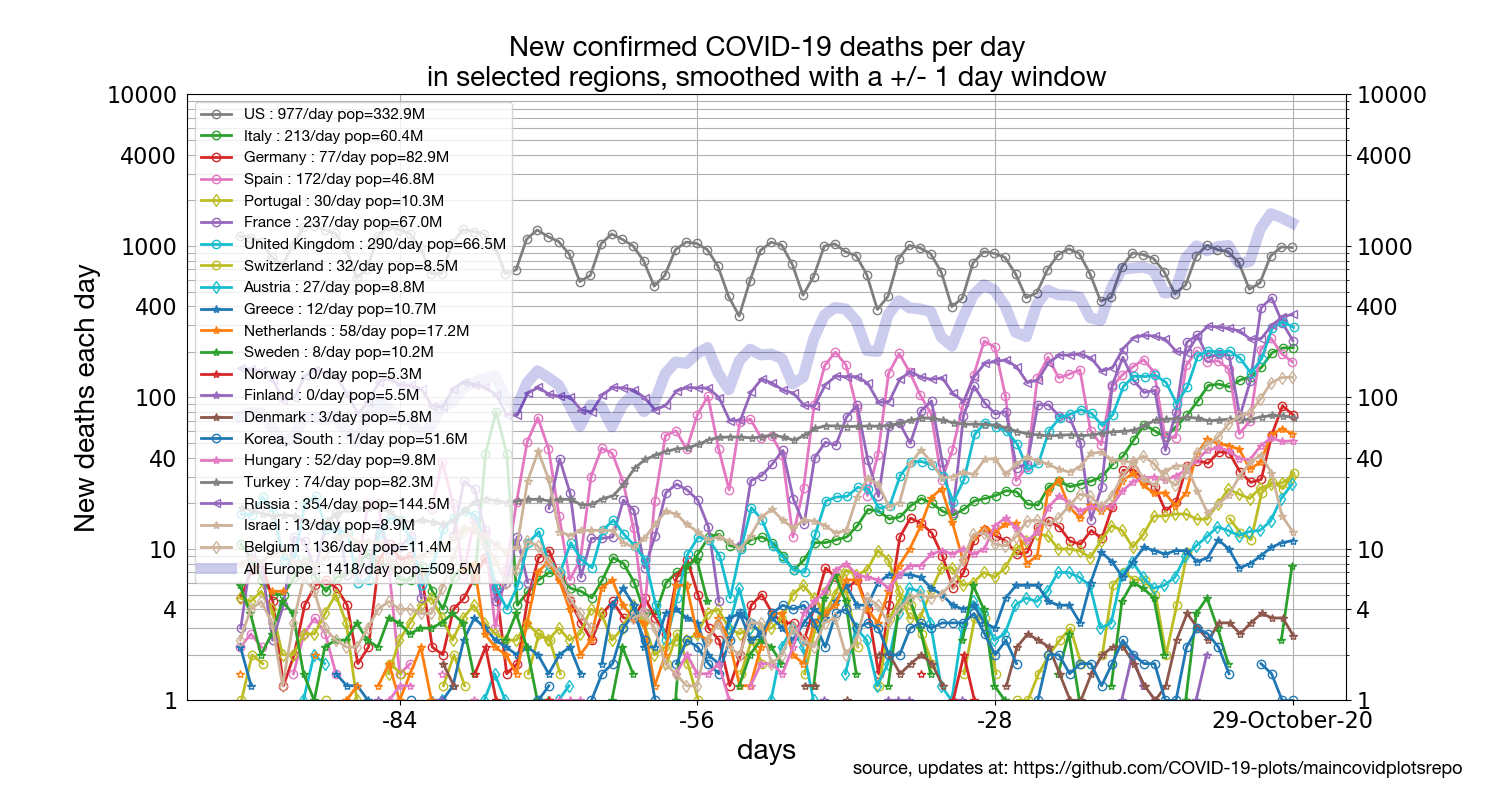 New confirmed COVID-19 deaths per day
in selected regions, smoothed with a +/- 1 day window
New deaths each day
10000
4000
1000
400
100
40
10
4
1
US : 977/day pop=332.9M
Italy : 213/day pop=60.4M
Germany : 77/day pop=82.9M
Spain : 172/day pop=46.8M
Portugal : 30/day pop=10.3M
France : 237/day pop=67.0M
United Kingdom : 290/day pop=66.5M
Switzerland : 32/day pop=8.5M
Austria : 27/day pop=8.8M
Greece : 12/day pop=10.7M
Netherlands : 58/day pop=17.2M
Sweden : 8/day pop=10.2M
Norway : 0/day pop=5.3M
Finland : 0/day pop=5.5M
Denmark : 3/day pop=5.8M
Korea, South : 1/day pop=51.6M
Hungary : 52/day pop=9.8M
Turkey : 74/day pop=82.3M
Russia : 354/day pop=144.5M
Israel : 13/day pop=8.9M
Belgium : 136/day pop=11.4M
All Europe : 1418/day pop=509.5M
10000
4000
1000
400
100
40
10
4
1
-84
-56
-28
29-October-20
days
source, updates at: https://github.com/COVID-19-plots/maincovidplotsrepo